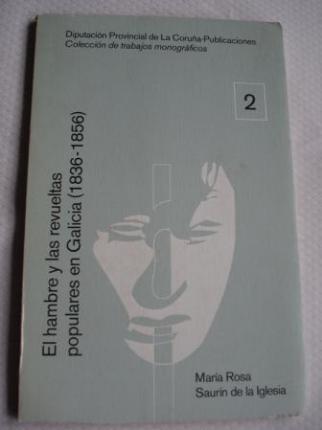 Diputación Provincial de La Coruña-Publicaciones
Colección de trabajos monográficos
2
El hambre y las revueltas
populares en Galicia (1836-1856)
María Rosa
Saurín de la Iglesia